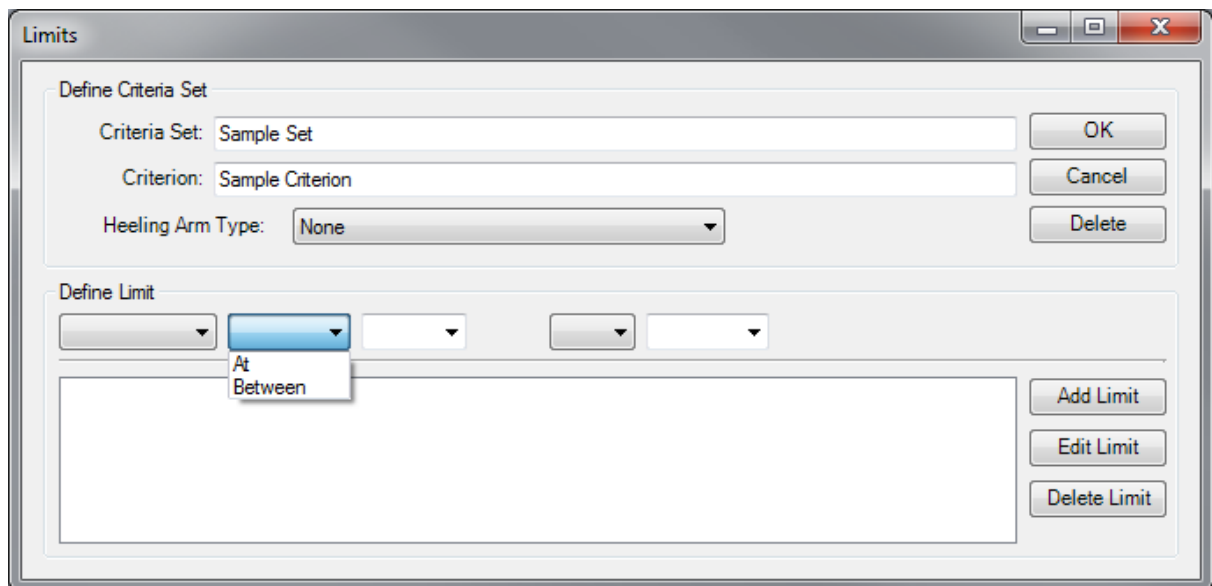 Limits
Define Criteria Set
Criteria Set: Sample Set
OK
Criterion: Sample Criterion
Cancel
Heeling Arm Type: None
Delete
Define Limit
At
Between
Add Limit
Edit Limit
Delete Limit